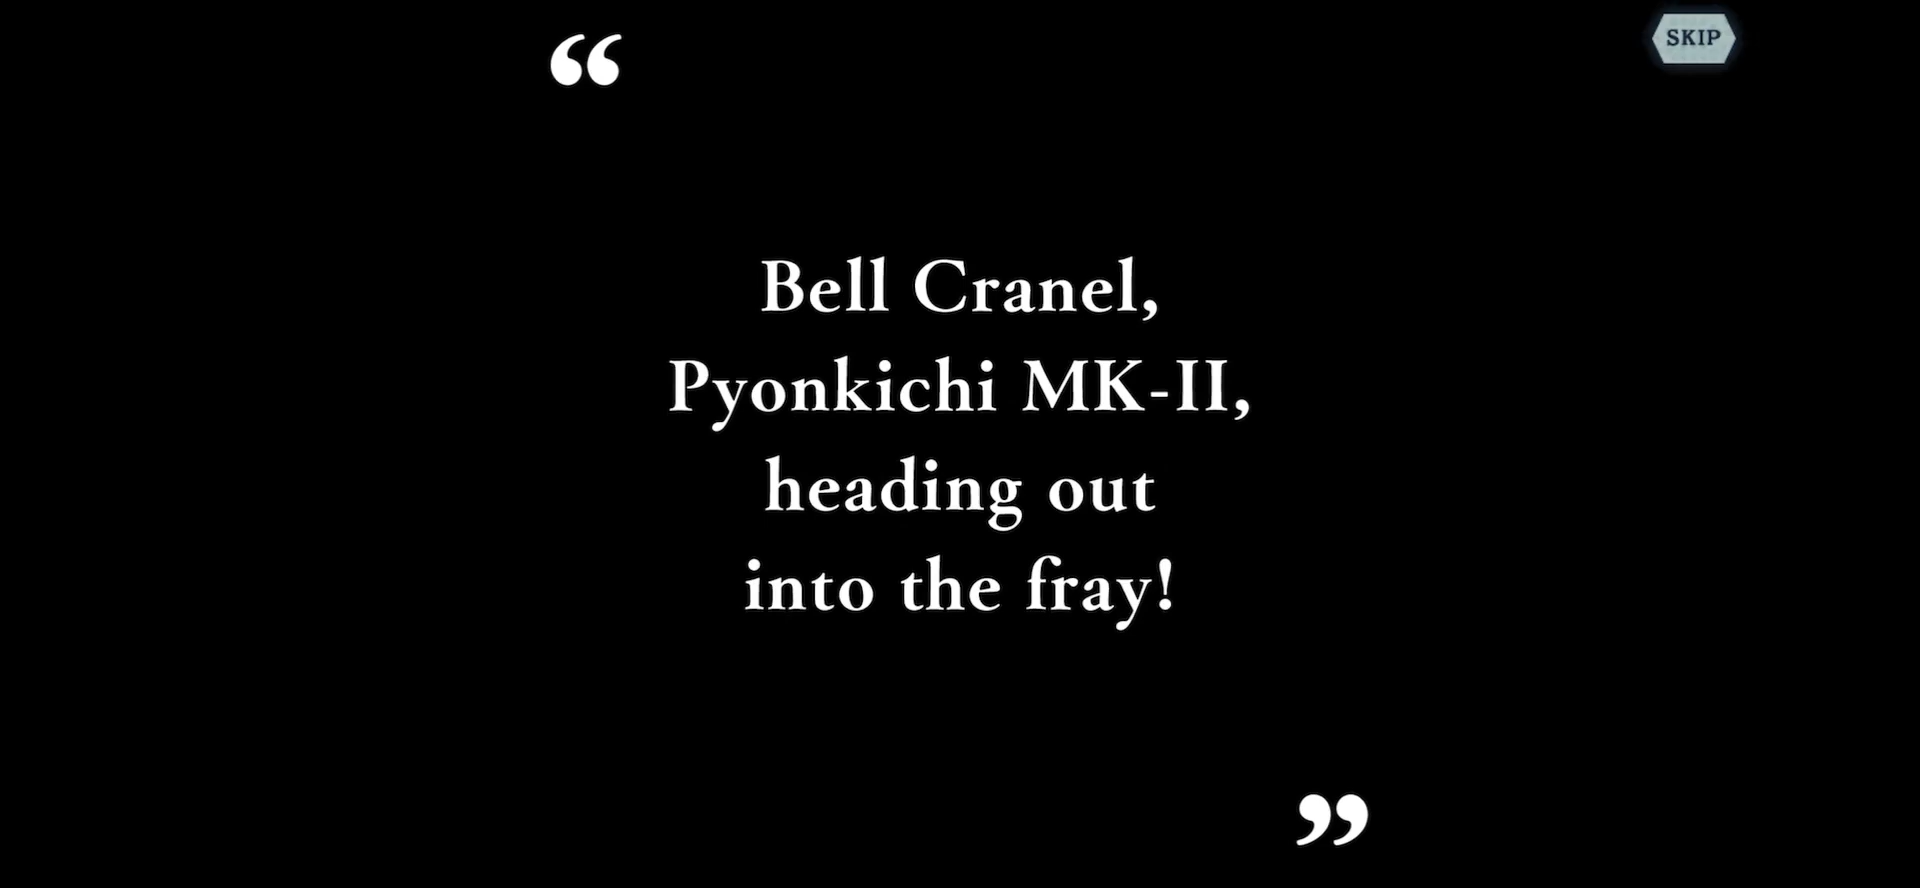 SKIP
“
Bell Cranel,
Pyonkichi MK-II,
heading out
into the fray!
”